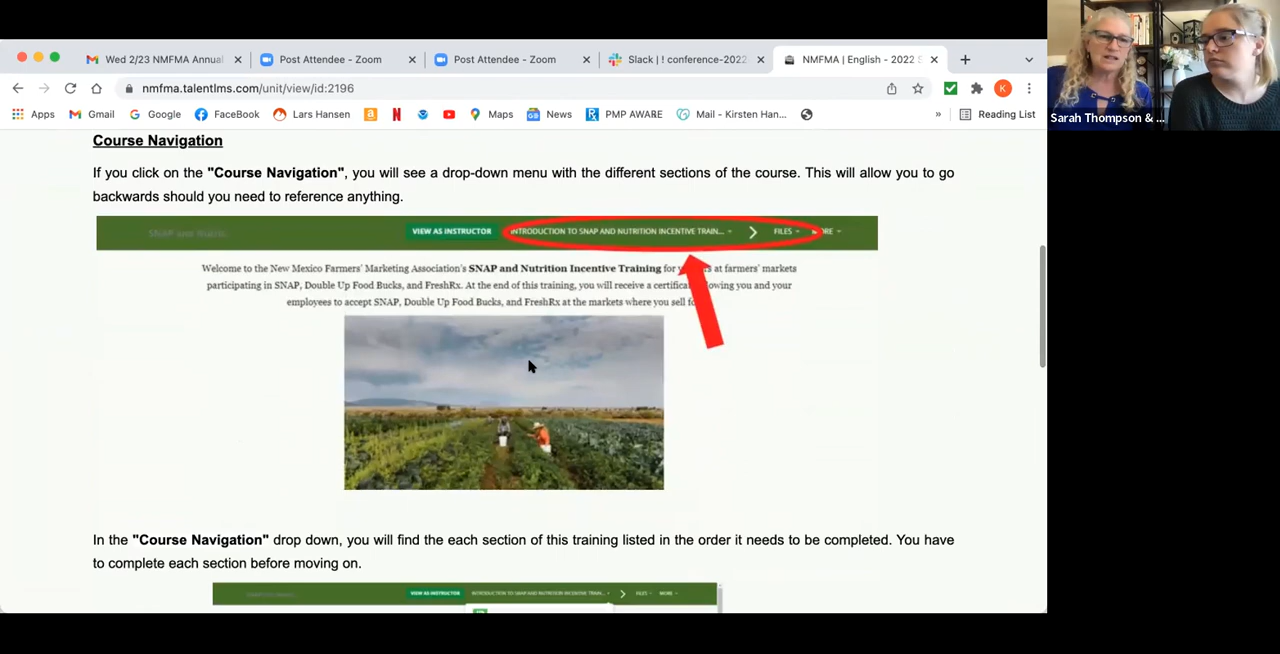 Wed 2/23 NMFMA Annual
Post Attendee - Zoom
Post Attendee - Zoom
Slack | ! conference-2022
NMFMA | English - 2022 S
nmfma.talentlms.com/unit/view/id:2196
K
Apps
Gmail
Google
FaceBook
Lars Hansen
Maps
News
PMP AWARE
Mail - Kirsten Han...
»
Reading List
Sarah Thompson & ...
Course Navigation
If you click on the "Course Navigation", you will see a drop-down menu with the different sections of the course. This will allow you to go
backwards should you need to reference anything.
VIEW AS INSTRUCTOR
INTRODUCTION TO SNAP AND NUTRITION INCENTIVE TRAIN...
FILES
Welcome to the New Mexico Farmers' Marketing Association's SNAP and Nutrition Incentive Training for at farmers' markets
participating in SNAP, Double Up Food Bucks, and FreshRx. At the end of this training, you will receive a you and your
employees to accept SNAP, Double Up Food Bucks, and FreshRx at the markets where you sell
In the "Course Navigation" drop down, you will find the each section of this training listed in the order it needs to be completed. You have
to complete each section before moving on.
VIEW AS INSTRUCTOR
INTRODUCTION TO SNAP AND NUTRITION INCENTIVE TRAIN...
FILES
MORE